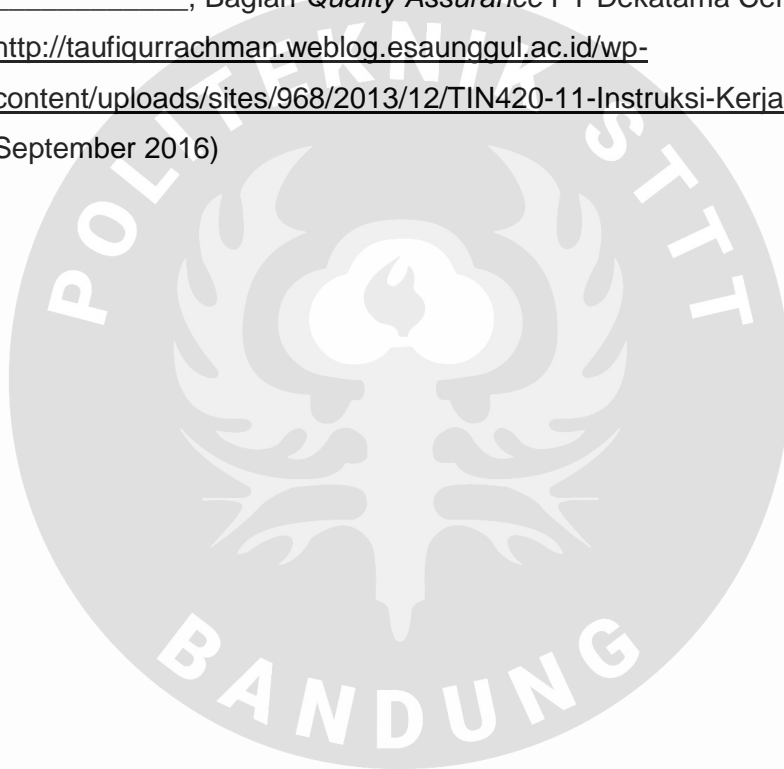 ____________, Bagian Quality Assurance PT Dekatama Cen
http://taufiqurrachman.weblog.esaunggul.ac.id/wp-
content/uploads/sites/968/2013/12/TIN420-11-Instruksi-Kerja
September 2016)
POLITEKNIK STTT
BANDUNG